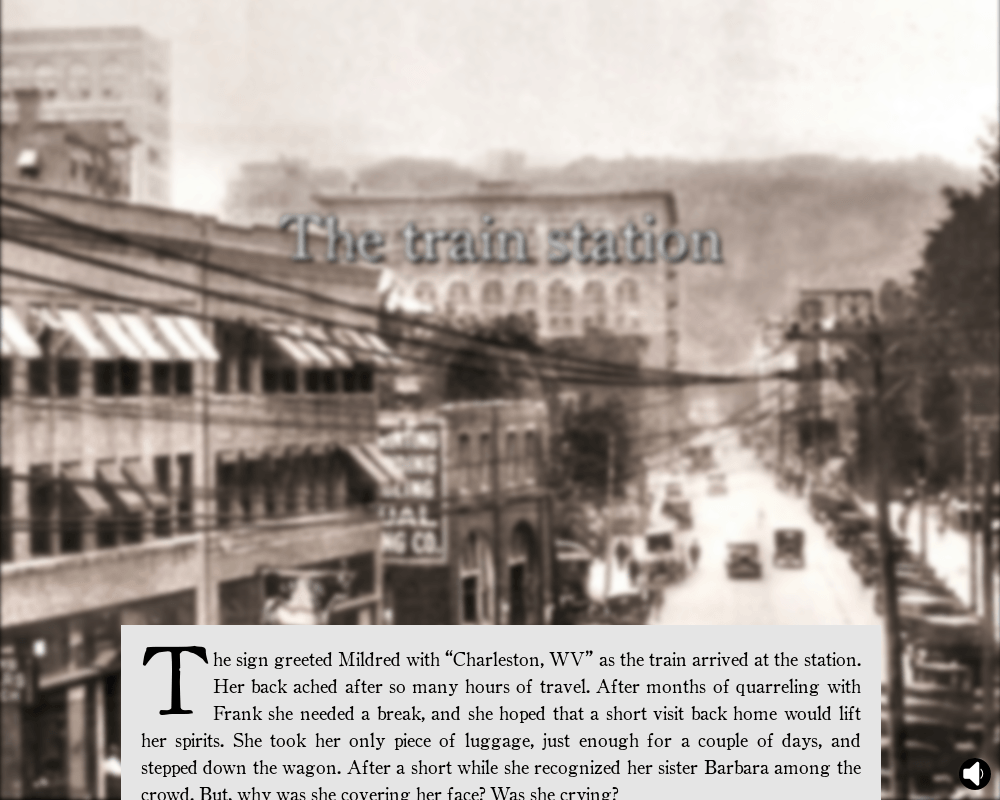 The train station
UAL
NG CO.
The sign greeted Mildred with “Charleston, WV” as the train arrived at the station.
Her back ached after so many hours of travel. After months of quarreling with
Frank she needed a break, and she hoped that a short visit back home would lift
her spirits. She took her only piece of luggage, just enough for a couple of days, and
stepped down the wagon. After a short while she recognized her sister Barbara among the
crowd. But, why was she covering her face? Was she crying?